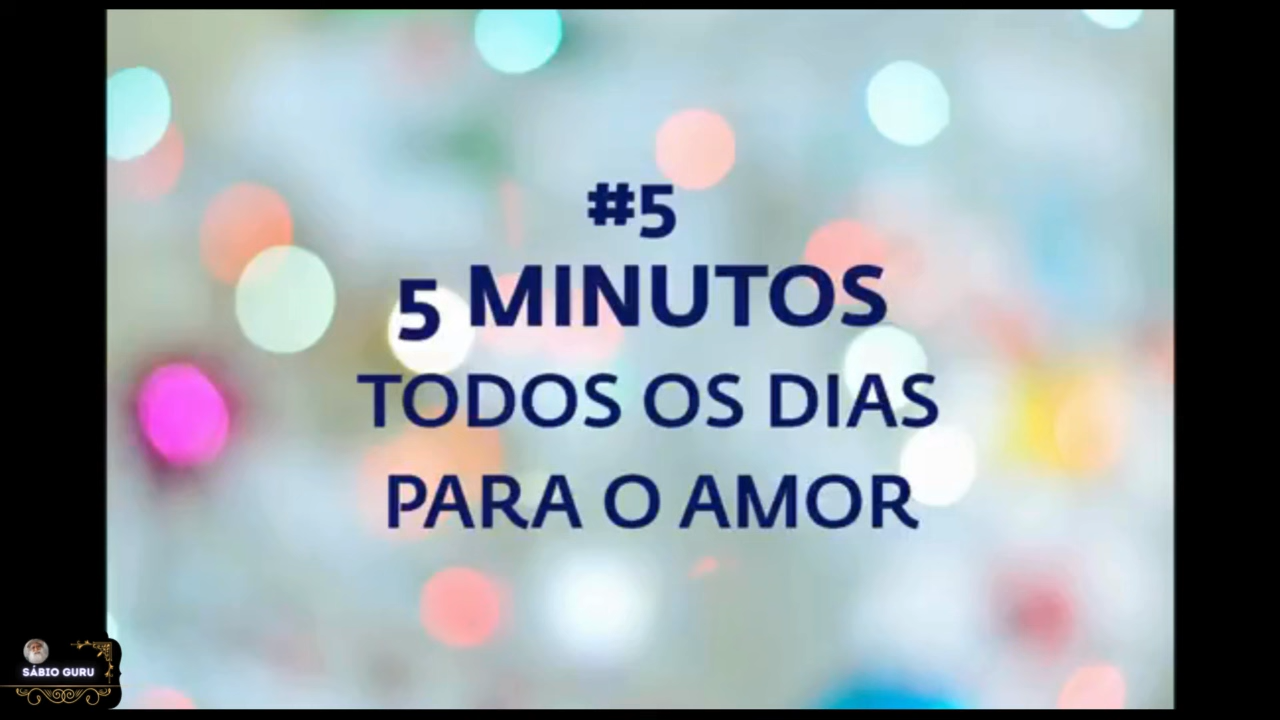 #5
5 MINUTOS
TODOS OS DIAS
PARA O AMOR
SÁBIO GURU